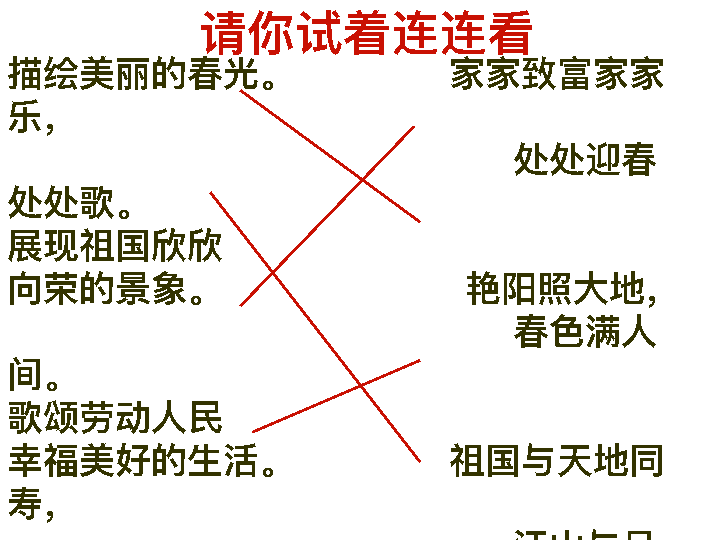 请你试着连连看
描绘美丽的春光。 家家致富家家
乐，
处处迎春
处处歌。
展现祖国欣欣
向荣的景象。 艳阳照大地，
春色满人
间。
歌颂劳动人民
幸福美好的生活。 祖国与天地同
寿，